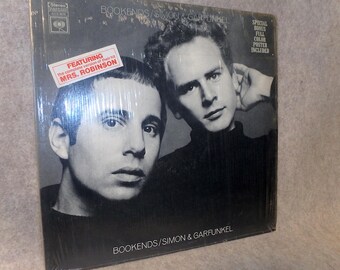 BOOKENDS/SIMON & GARFUNKEL
SPECIAL
BONUS
FULL
COLOR
POSTER
INCLUDED
FEATURING
MRS. ROBINSON
BOOKENDS/SIMON & GARFUNKEL